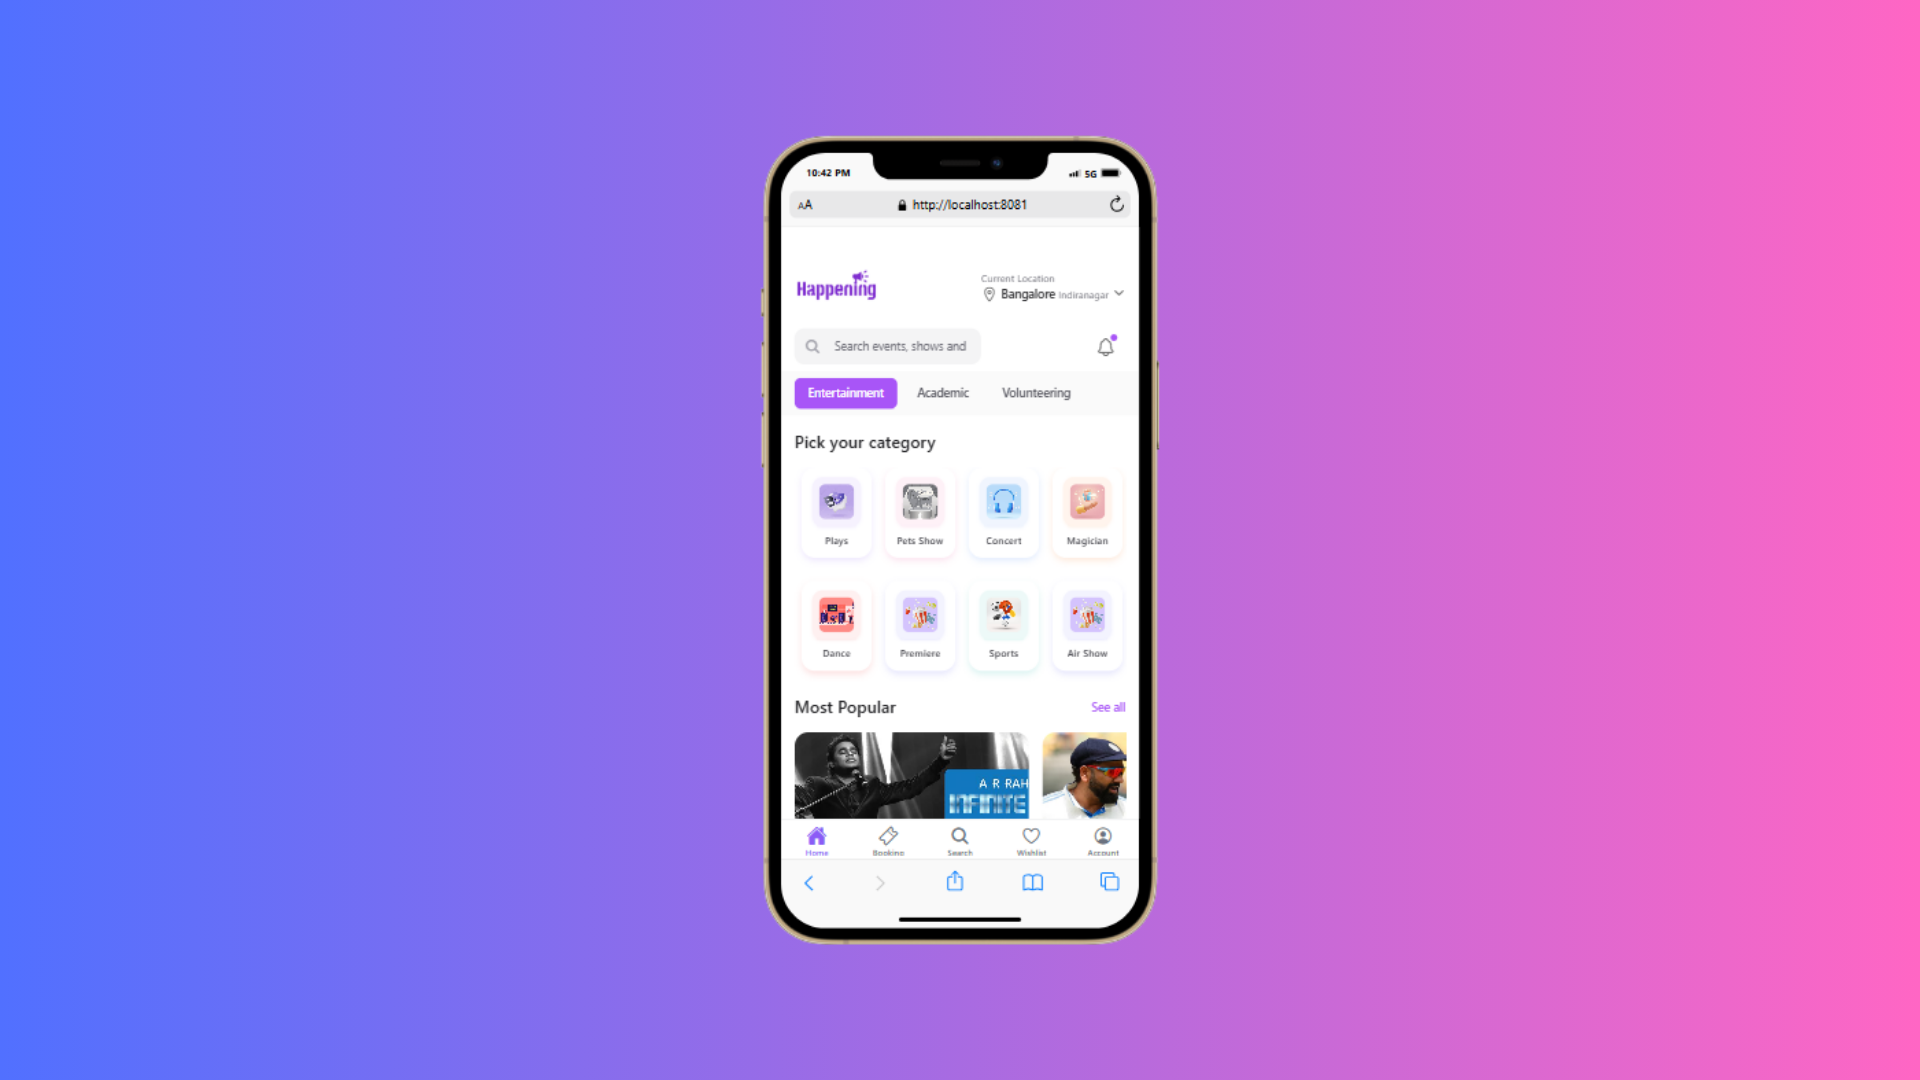 10:42 PM
5G
AA
http://localhost:8081
Happening
Current Location
Bangalore Indiranagar
Search events, shows and
Entertainment Academic Volunteering
Pick your category
Plays Pets Show Concert Magician
Dance Premiere Sports Air Show
Most Popular See all
A R RAH
INFINITE
Home Booking Search Wishlist Account